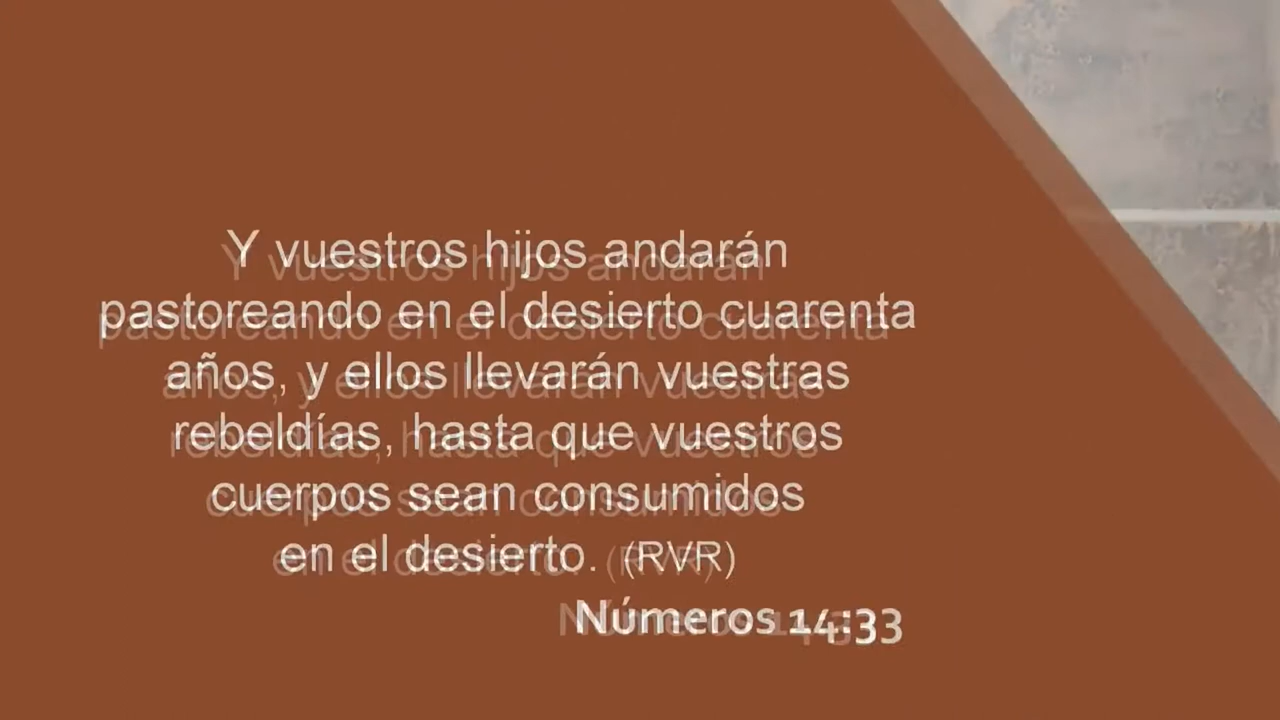 Y vuestros hijos andarán
pastoreando en el desierto cuarenta
años, y ellos llevarán vuestras
rebeldías, hasta que vuestros
cuerpos sean consumidos
en el desierto. (RVR)
Números 14:33